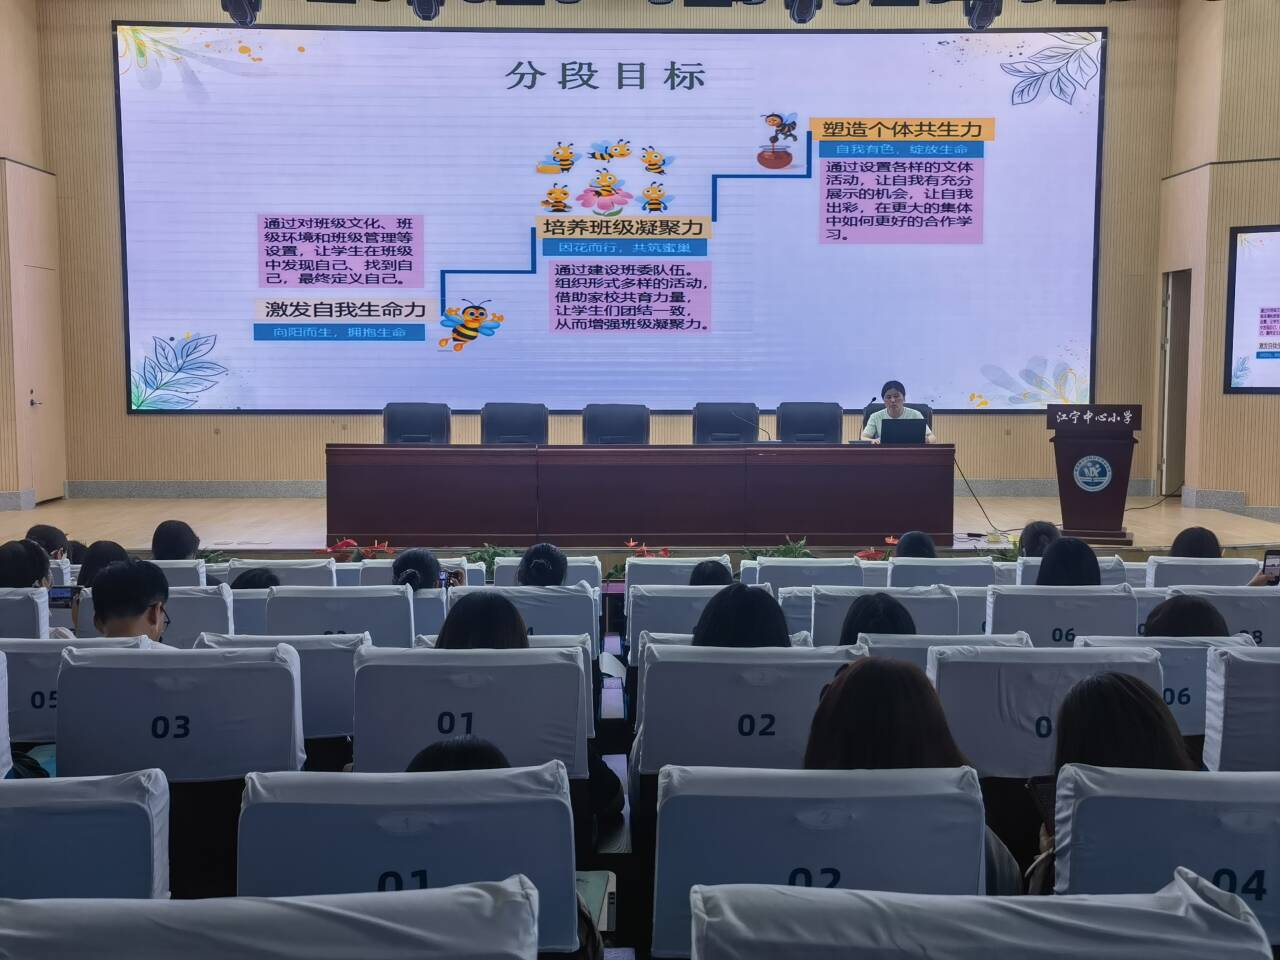 分段目标
通过对班级文化、班
级环境和班级管理等
设置，让学生在班级
中发现自己、找到自
己，最终定义自己。
激发自我生命力
向阳而生，拥抱生命
培养班级凝聚力
因花而行，共筑蜜巢
通过建设班委队伍。
组织形式多样的活动，
借助家校共育力量，
让学生们团结一致，
从而增强班级凝聚力。
塑造个体共生力
自我有色，绽放生命
通过设置各样的文体
活动，让自我有充分
展示的机会，让自我
出彩，在更大的集体
中如何更好的合作学
习。
江宁中心小学
06
08
05
03
01
02
06
01
02
04